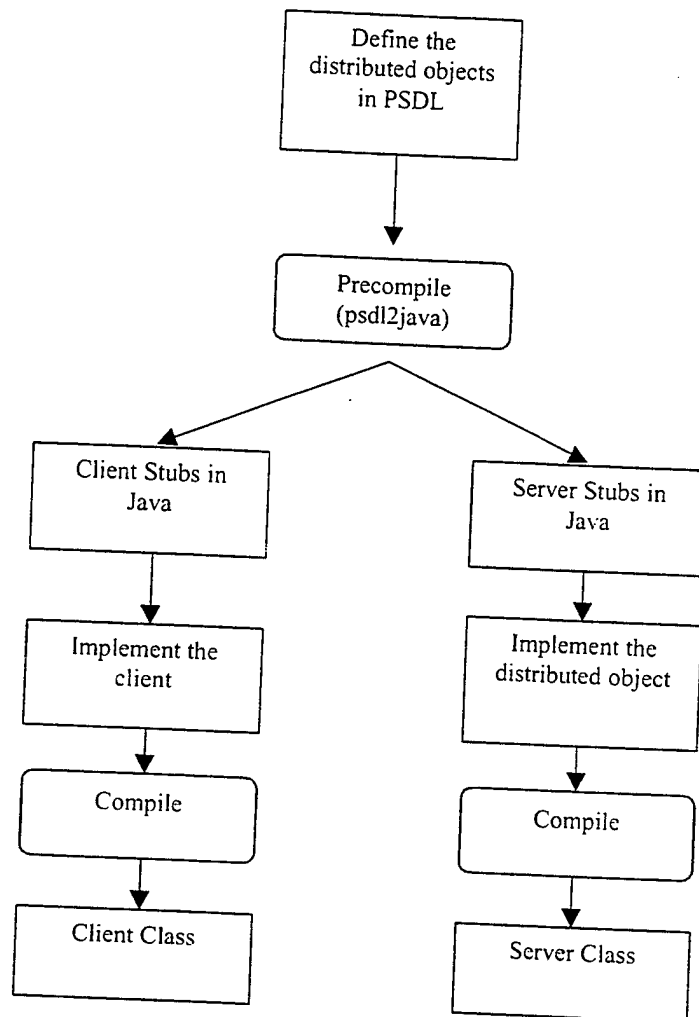 Define the
distributed objects
in PSDL
Precompile
(psdl2java)
Client Stubs in
Java
Server Stubs in
Java
Implement the
client
Implement the
distributed object
Compile
Compile
Client Class
Server Class